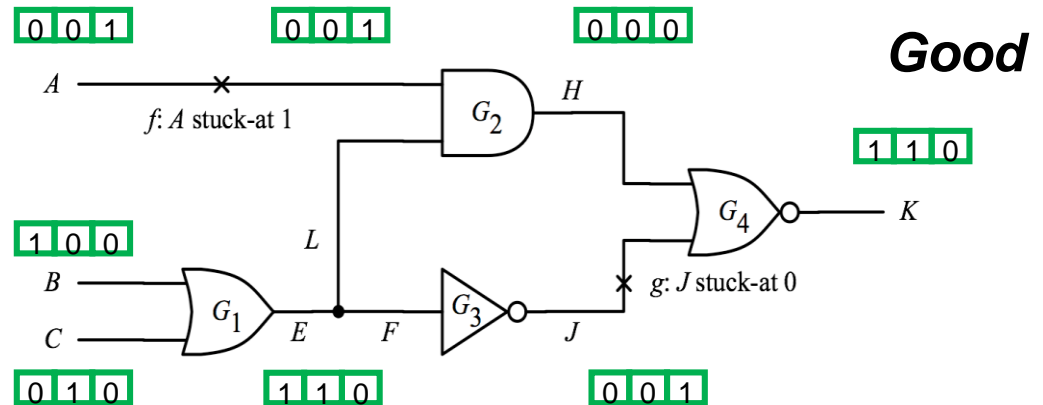 0 0 1
0 0 1
0 0 0
Good
A
f: A stuck-at 1
G2
H
1 1 0
G4
K
1 0 0
L
B
g: J stuck-at 0
G1
G3
C
E
F
J
0 1 0
1 1 0
0 0 1